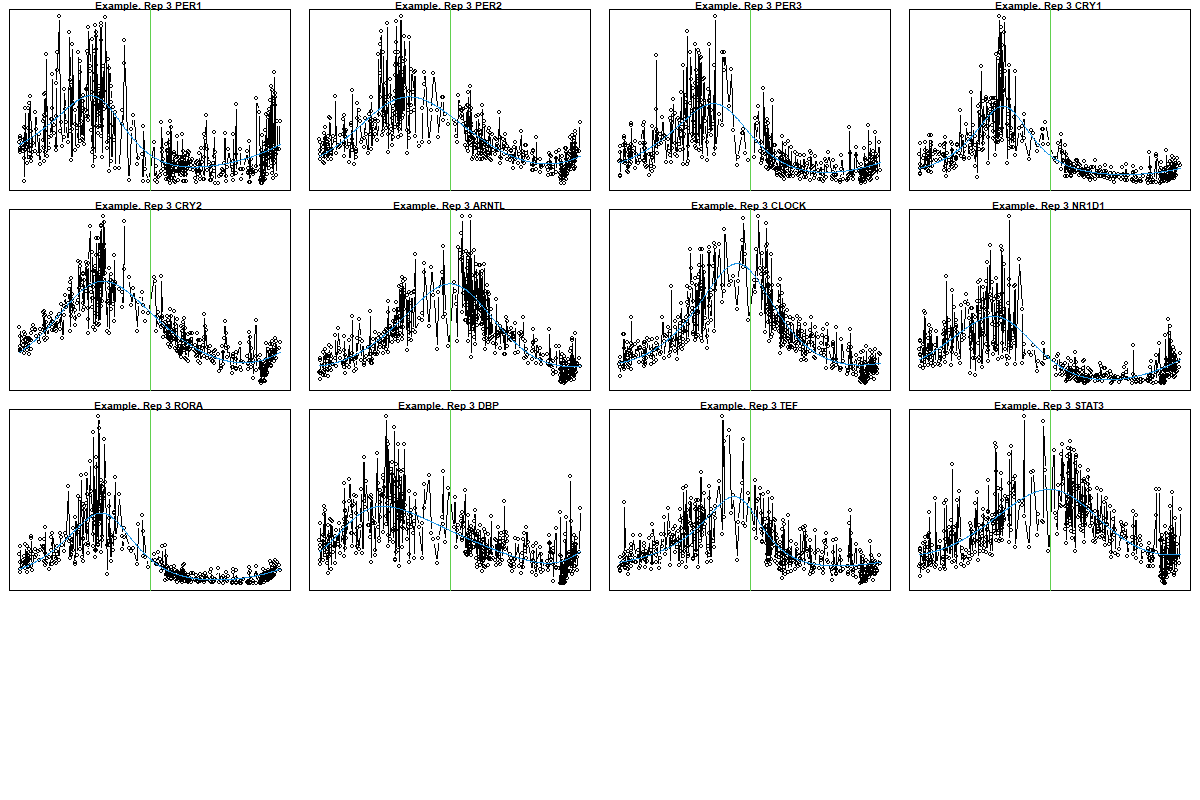 Example. Rep 3 PER1
Example. Rep 3 PER2
Example. Rep 3 PER3
Example. Rep 3 CRY1
Example. Rep 3 CRY2
Example. Rep 3 ARNTL
Example. Rep 3 CLOCK
Example. Rep 3 NR1D1
Example. Rep 3 RORA
Example. Rep 3 DBP
Example. Rep 3 TEF
Example. Rep 3 STAT3